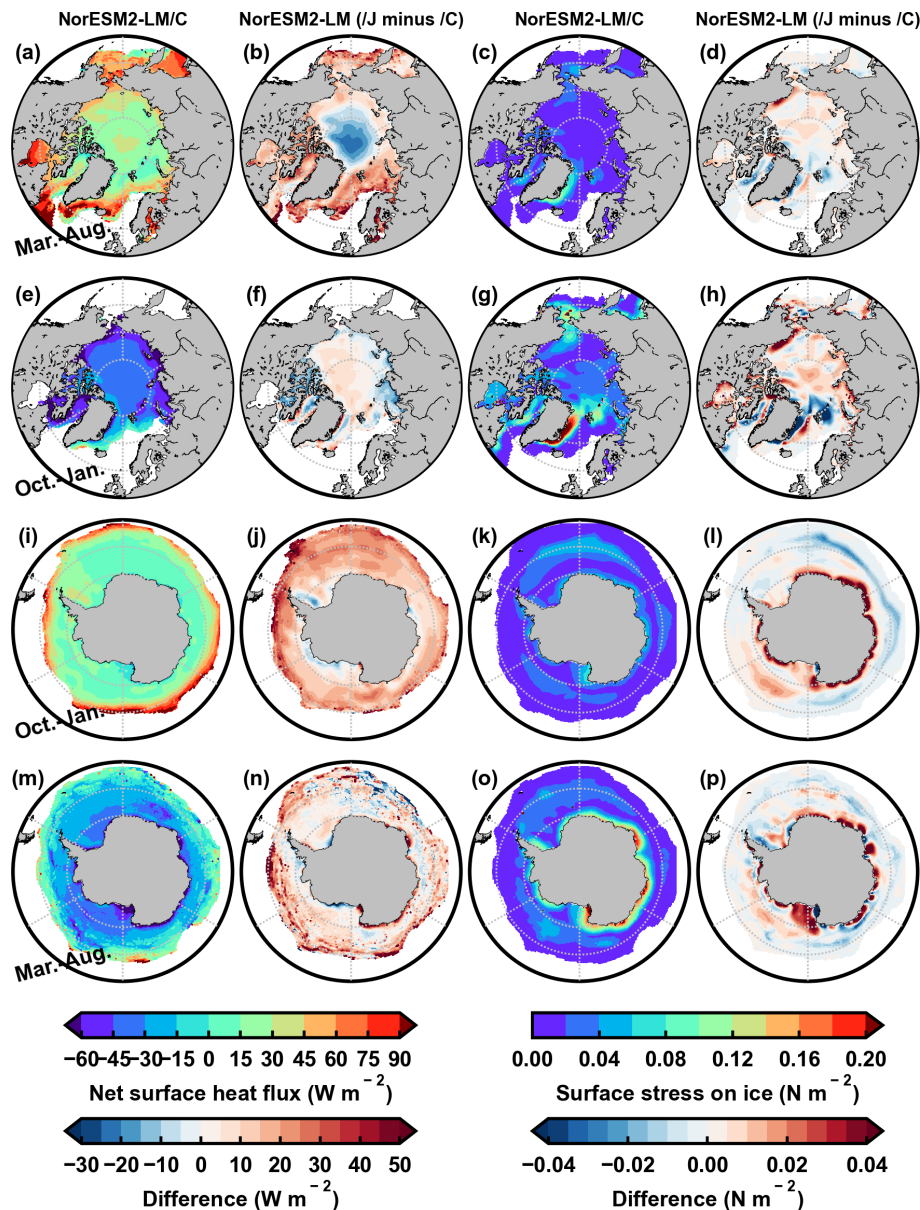 NorESM2-LM/C NorESM2-LM (/J minus /C) NorESM2-LM/C NorESM2-LM (/J minus /C)
(a) (b) (c) (d)
Mar.-Aug.
(e) (f) (g) (h)
Oct.-Jan.
(i) (j) (k) (l)
Oct.-Jan.
(m) (n) (o) (p)
Mar.-Aug.
−60 −45 −30 −15 0 15 30 45 60 75 90
Net surface heat flux (W m⁻²)
0.00 0.04 0.08 0.12 0.16 0.20
Surface stress on ice (N m⁻²)
−30 −20 −10 0 10 20 30 40 50
Difference (W m⁻²)
−0.04 −0.02 0.00 0.02 0.04
Difference (N m⁻²)